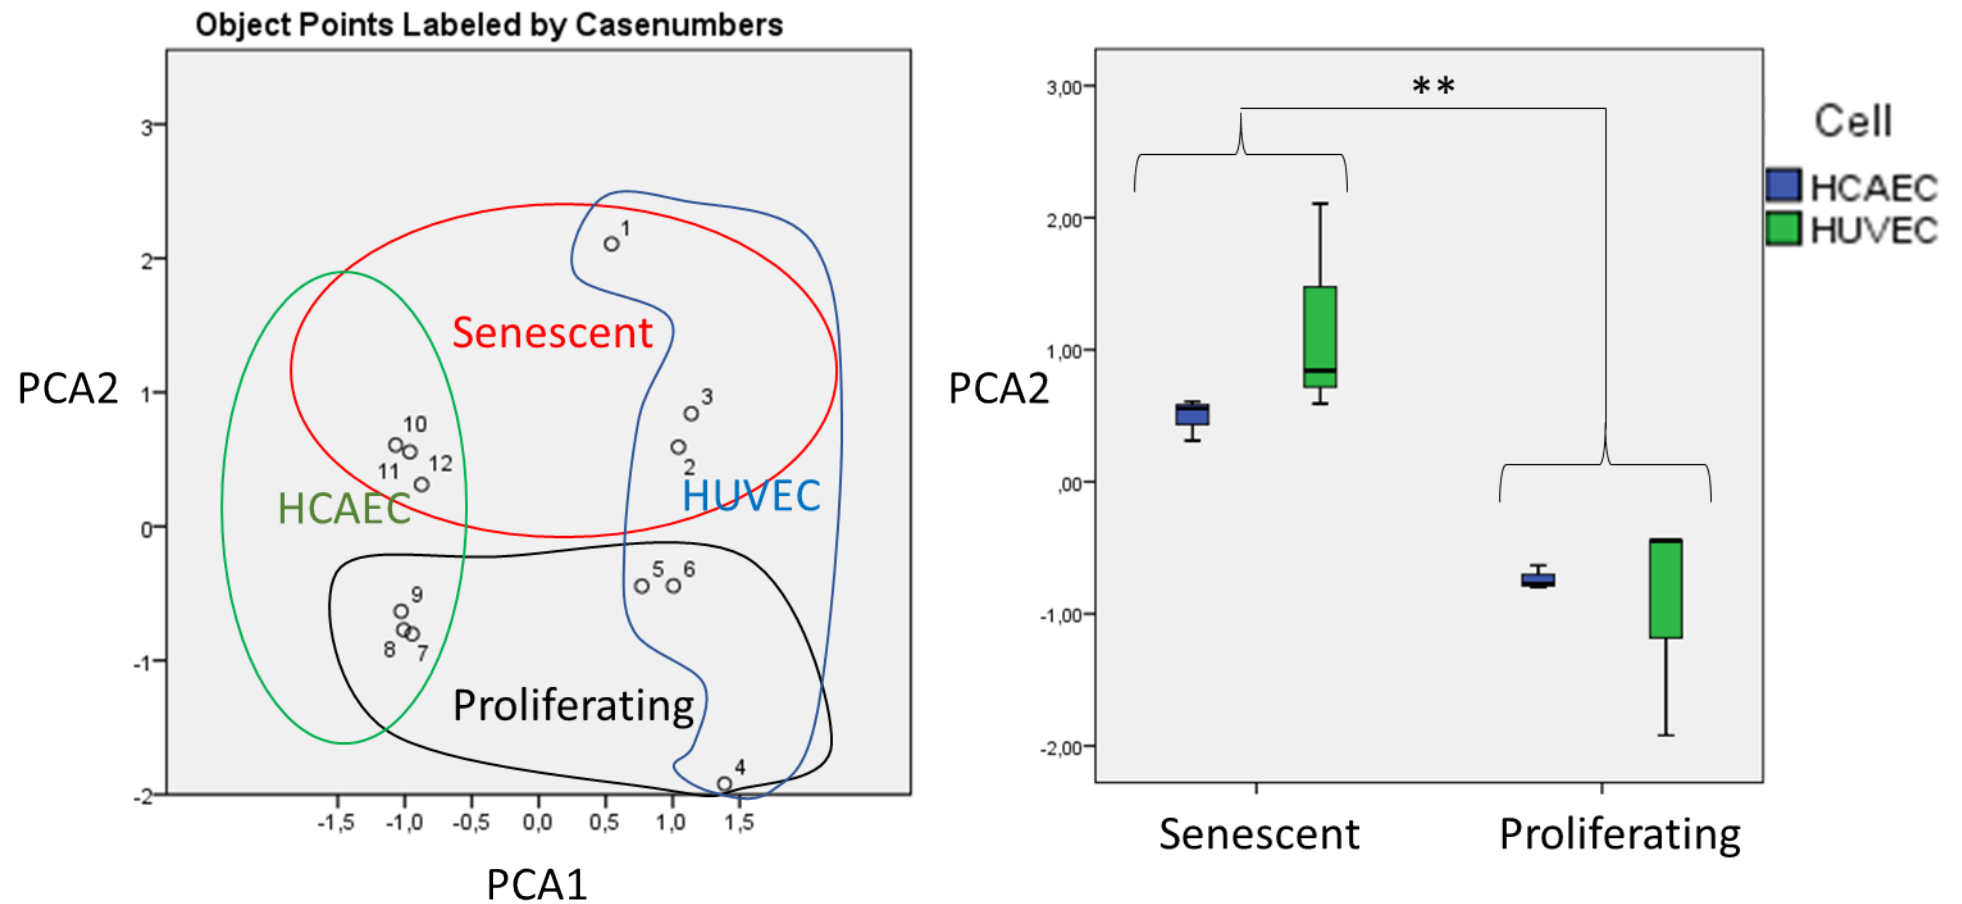 Object Points Labeled by Casenumbers
3
2
1
0
-1
-2
PCA2
-1,5 -1,0 -0,5 0,0 0,5 1,0 1,5
PCA1
Senescent
HCAEC
HUVEC
Proliferating
1
3
2
10
11
12
5
6
9
8
7
4
3,00
2,00
1,00
,00
-1,00
-2,00
PCA2
**
Senescent Proliferating
Cell
HCAEC
HUVEC